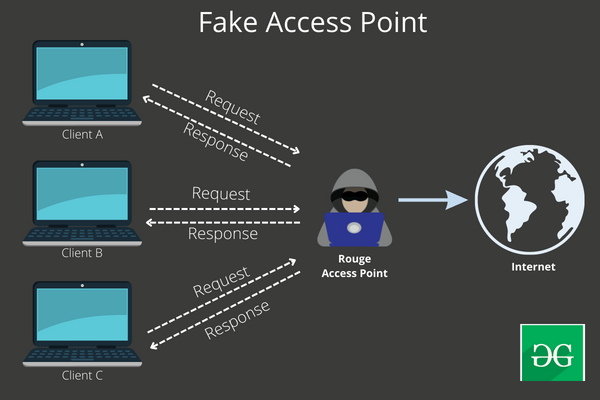 Fake Access Point
Request
Response
Client A
Request
Response
Client B
Rouge
Access Point
Internet
Request
Response
Client C